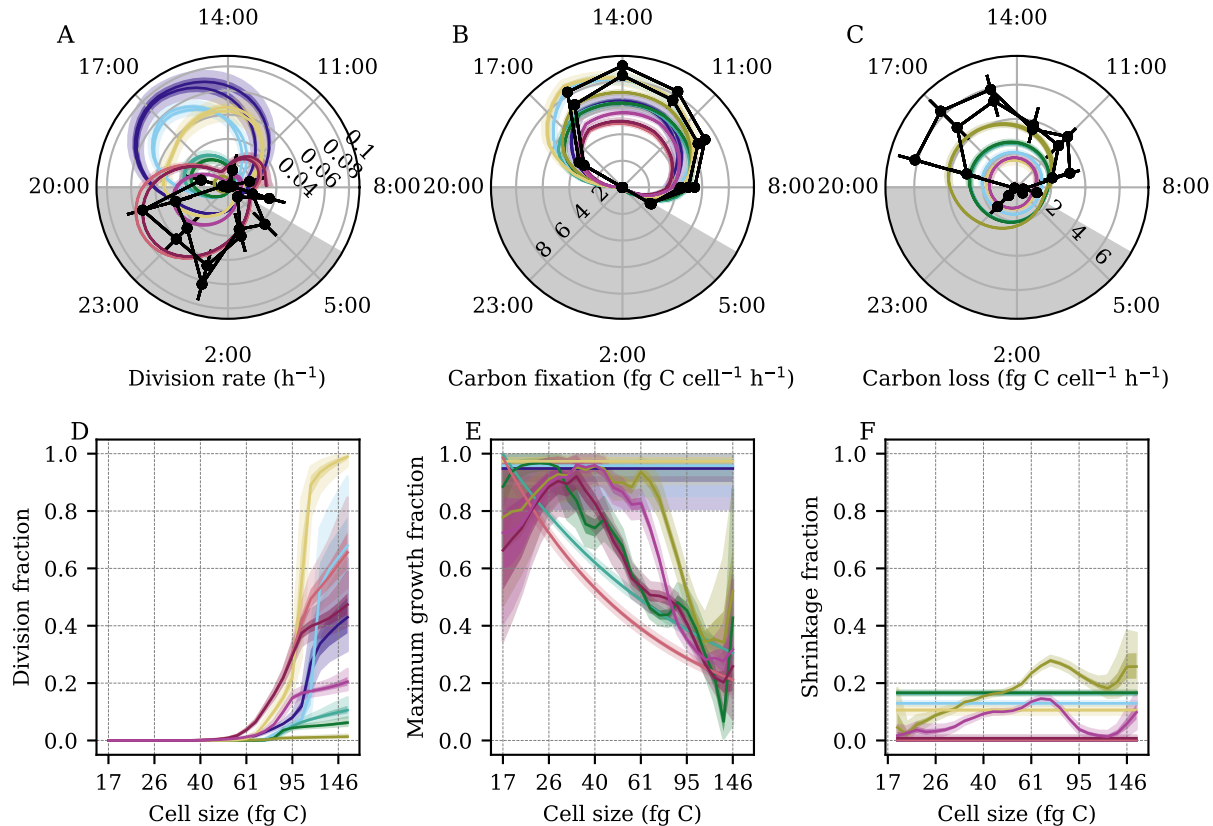 14:00 14:00 14:00
A B C
17:00 11:00 17:00 11:00 17:00 11:00
0.1
0.08
0.06
0.04
20:00 8:00 20:00 8:00 20:00 8:00
2
4
6
8
2
4
6
23:00 5:00 23:00 5:00 23:00 5:00
2:00 2:00 2:00
Division rate (h⁻¹) Carbon fixation (fg C cell⁻¹ h⁻¹) Carbon loss (fg C cell⁻¹ h⁻¹)
D
Division fraction
1.0
0.8
0.6
0.4
0.2
0.0
17 26 40 61 95 146
Cell size (fg C)
E
Maximum growth fraction
1.0
0.8
0.6
0.4
0.2
0.0
17 26 40 61 95 146
Cell size (fg C)
F
Shrinkage fraction
1.0
0.8
0.6
0.4
0.2
0.0
17 26 40 61 95 146
Cell size (fg C)